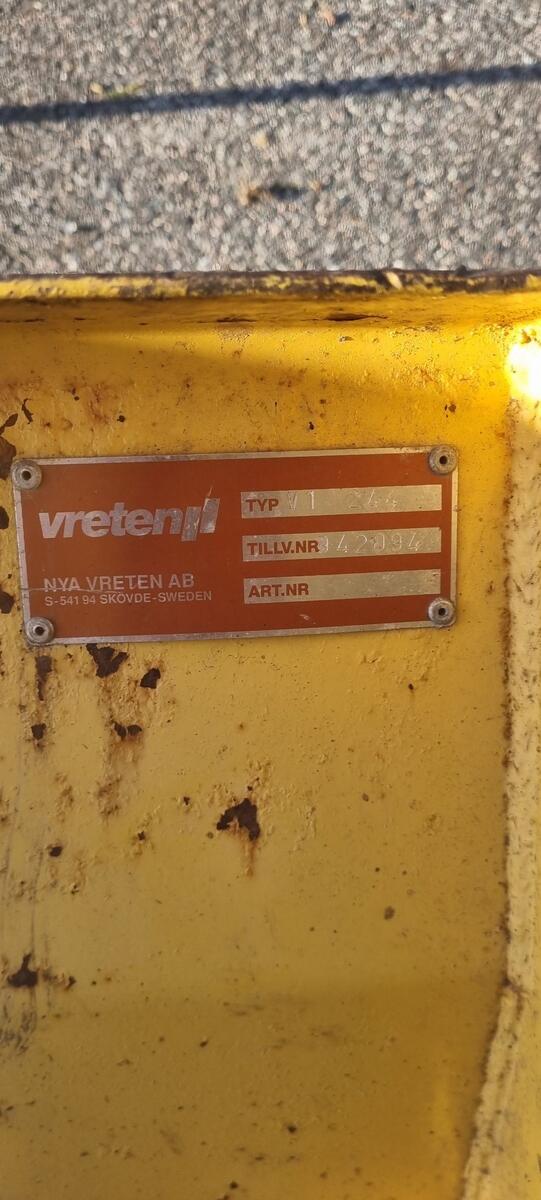 vreten
TYP V1 244
TILLV.NR 942094
NYA VRETEN AB
S-541 94 SKÖVDE-SWEDEN
ART.NR